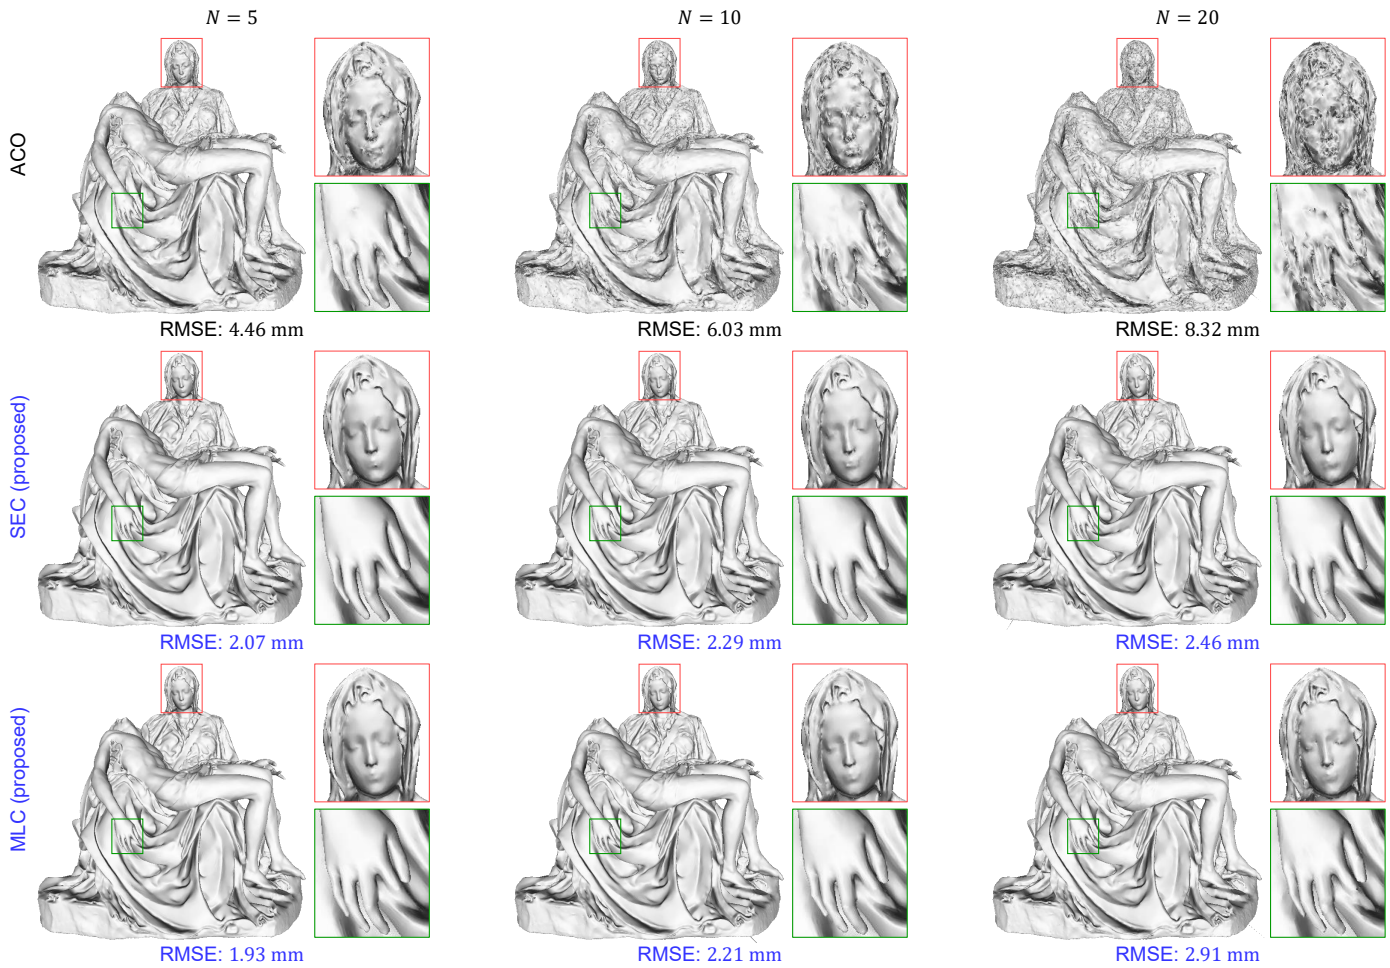 N = 5
N = 10
N = 20
ACO
RMSE: 4.46 mm
RMSE: 6.03 mm
RMSE: 8.32 mm
SEC (proposed)
RMSE: 2.07 mm
RMSE: 2.29 mm
RMSE: 2.46 mm
MLC (proposed)
RMSE: 1.93 mm
RMSE: 2.21 mm
RMSE: 2.91 mm